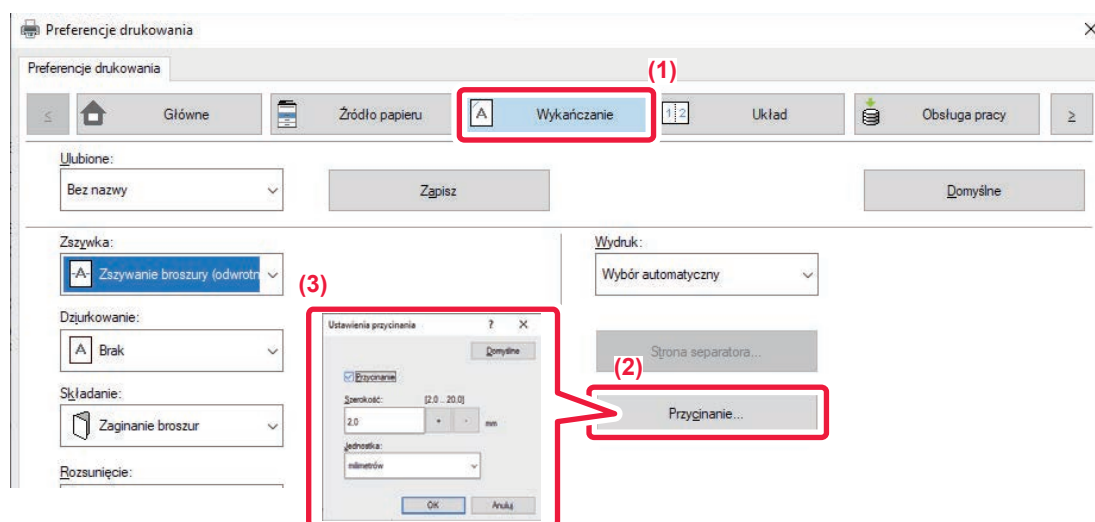 Preferencje drukowania
Preferencje drukowania
(1)
< Główne Źródło papieru A Wykańczanie 1 2 Układ Obsługa pracy >
Ulubione:
Bez nazwy Zapisz Domyślne
Zszywka: Wydruk:
-A- Zszywanie broszury (odwrotn Wybór automatyczny
(3)
Dziurkowanie:
A Brak
Ustawienia przycinania ? X
Domyślne
Przycinanie
Szerokość: [2,0 .. 20,0]
2,0 + - mm
Jednostka:
milimetrów
OK Anuluj
Strona separatora...
(2)
Przycinanie...
Składanie:
Zaginanie broszur
Rozsunięcie: